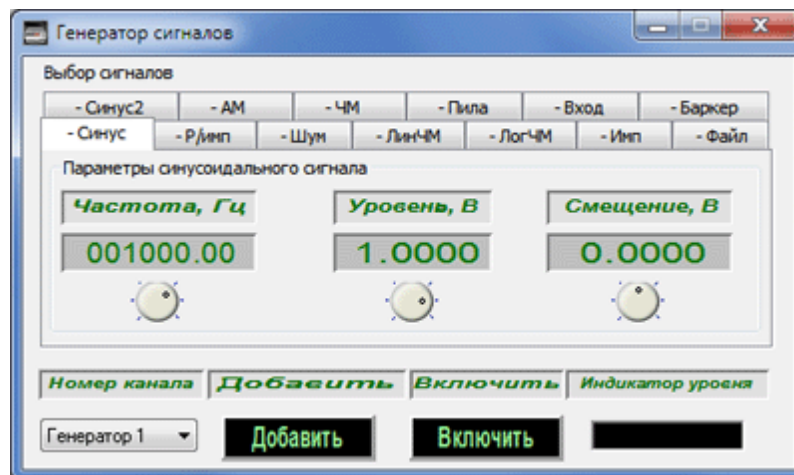 Генератор сигналов
Выбор сигналов
- Синус2 - АМ - ЧМ - Пила - Вход - Баркер
- Синус - Р/имп - Шум - ЛинЧМ - ЛогЧМ - Имп - Файл
Параметры синусоидального сигнала
Частота, Гц Уровень, В Смещение, В
001000.00 1.0000 0.0000
Номер канала Добавить Включить Индикатор уровня
Генератор 1 Добавить Включить